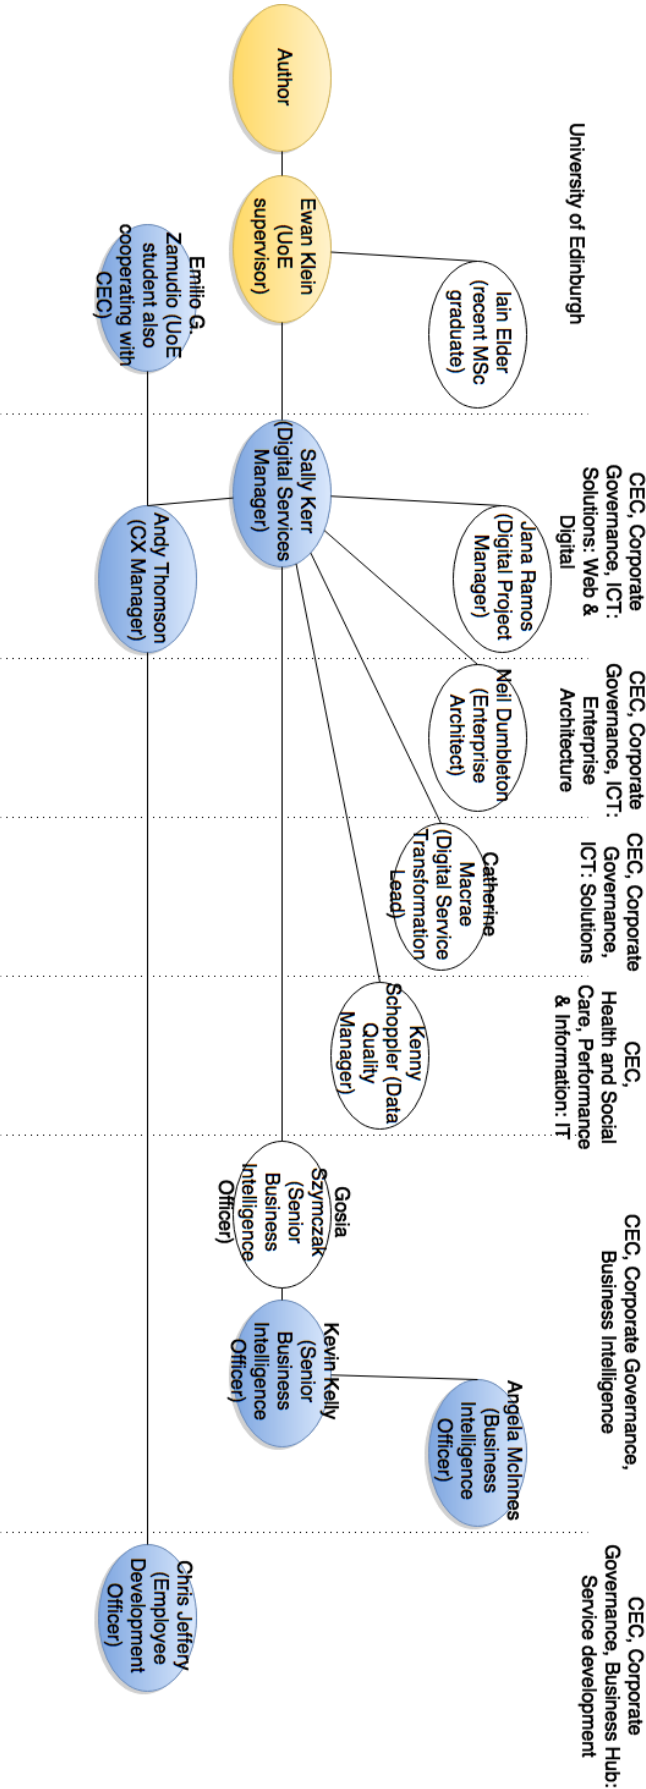 University of Edinburgh
CEC, Corporate
Governance, ICT:
Solutions: Web &
Digital
CEC, Corporate
Governance, ICT:
Enterprise
Architecture
CEC, Corporate
Governance,
ICT: Solutions
CEC,
Health and Social
Care, Performance
& Information: IT
CEC, Corporate Governance,
Business Intelligence
CEC, Corporate
Governance, Business Hub:
Service development
Iain Elder
(recent MSc
graduate)
Jana Ramos
(Digital Project
Manager)
Neil Dumbleton
(Enterprise
Architect)
Catherine
Macrae
(Digital Service
Transformation
Lead)
Kenny
Schoppler (Data
Quality
Manager)
Angela McInnes
(Business
Intelligence
Officer)
Author
Ewan Klein
(UoE
supervisor)
Sally Kerr
(Digital Services
Manager)
Gosia
Szymczak
(Senior
Business
Intelligence
Officer)
Kevin Kelly
(Senior
Business
Intelligence
Officer)
Emilio G.
Zamudio (UoE
student also
cooperating with
CEC)
Andy Thomson
(CX Manager)
Chris Jeffery
(Employee
Development
Officer)